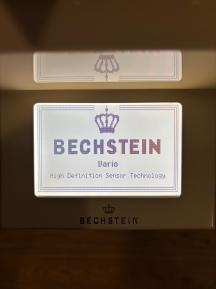 BECHSTEIN
Vario
High Definition Sensor Technology
BECHSTEIN